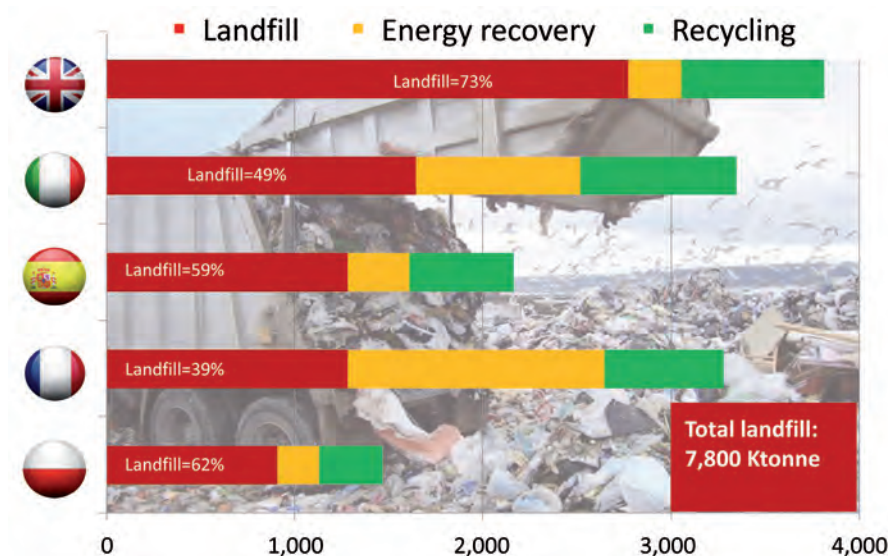 Landfill Energy recovery Recycling
Landfill=73%
Landfill=49%
Landfill=59%
Landfill=39%
Landfill=62%
Total landfill:
7,800 Ktonne
0 1,000 2,000 3,000 4,000